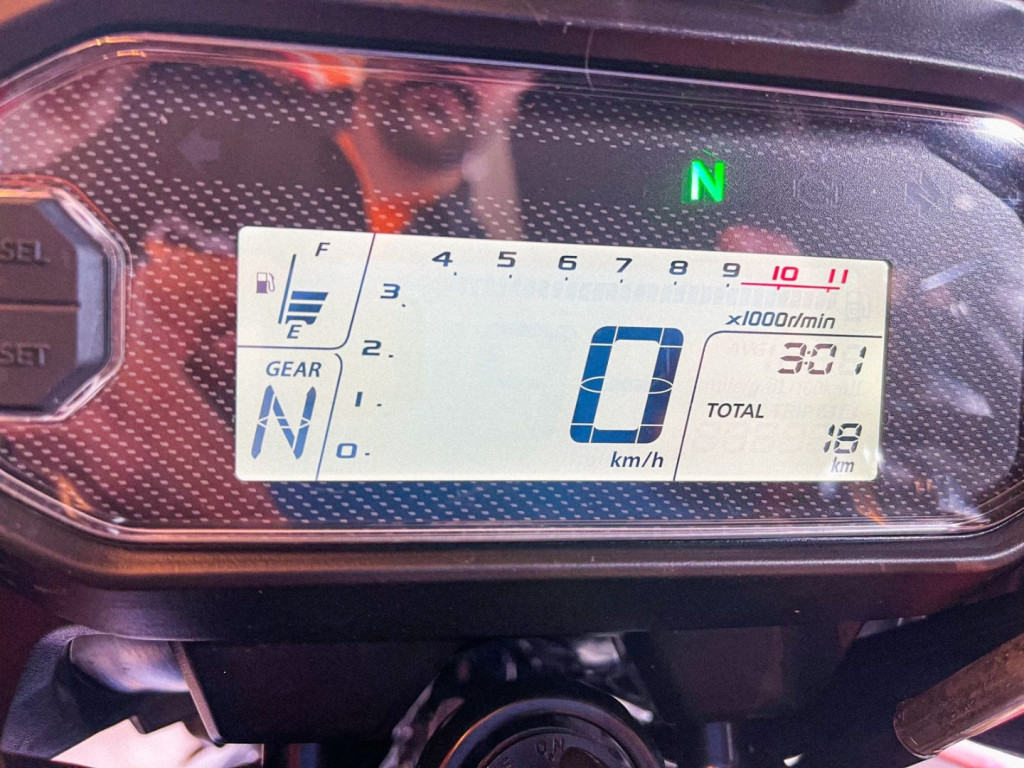 N
SEL
SET
F
E
GEAR
N
4 5 6 7 8 9 10 11
3
2
1
0
x1000r/min
0
km/h
3:01
TOTAL
18
km
ON